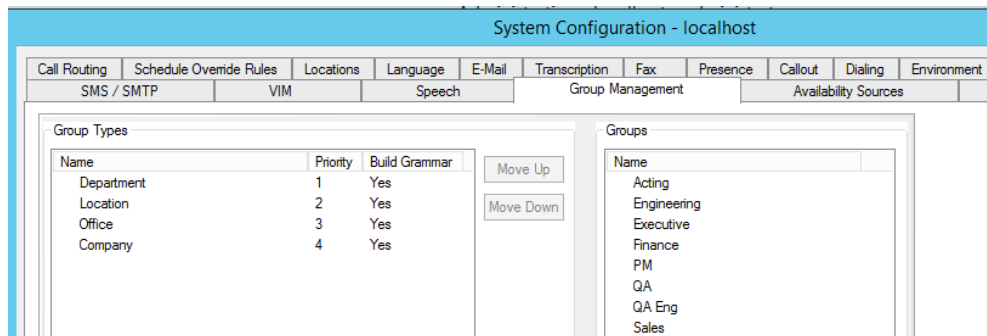 System Configuration - localhost
Call Routing Schedule Override Rules Locations Language E-Mail Transcription Fax Presence Callout Dialing Environment
SMS / SMTP VIM Speech Group Management Availability Sources
Group Types Groups
Name Priority Build Grammar Move Up Name
Department 1 Yes Acting
Location 2 Yes Move Down Engineering
Office 3 Yes Executive
Company 4 Yes Finance
PM
QA
QA Eng
Sales